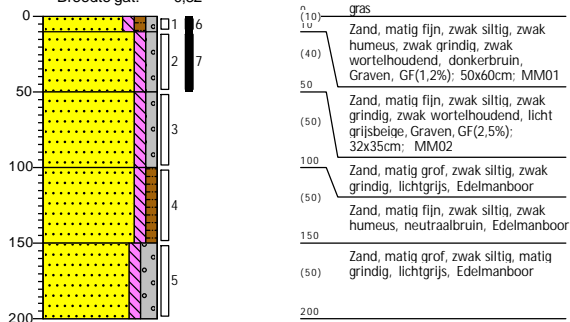 0
50
100
150
200
1
6
2
7
3
4
5
gras
(10)
10
Zand, matig fijn, zwak siltig, zwak
humeus, zwak grindig, zwak
(40)
wortelhoudend, donkerbruin,
Graven, GF(1,2%); 50x60cm; MM01
50
Zand, matig fijn, zwak siltig, zwak
grindig, zwak wortelhoudend, licht
(50)
grijsbeige, Graven, GF(2,5%);
32x35cm; MM02
100
Zand, matig grof, zwak siltig, zwak
grindig, lichtgrijs, Edelmanboor
(50)
Zand, matig fijn, zwak siltig, zwak
humeus, neutraalbruin, Edelmanboor
150
Zand, matig grof, zwak siltig, matig
(50)
grindig, lichtgrijs, Edelmanboor
200